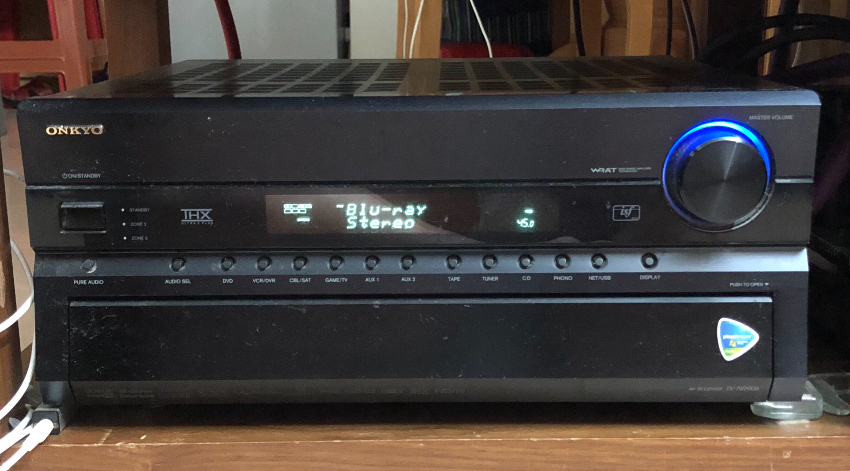 ONKYO
MASTER VOLUME
ON/STANDBY
WRAT
STANDBY
ZONE 2
ZONE 3
THX
Blu-ray
Stereo
45.0
isf
PURE AUDIO
AUDIO SEL
DVD
VCR/DVR
CBL/SAT
GAME/TV
AUX 1
AUX 2
TAPE
TUNER
CD
PHONO
NET/USB
DISPLAY
PUSH TO OPEN